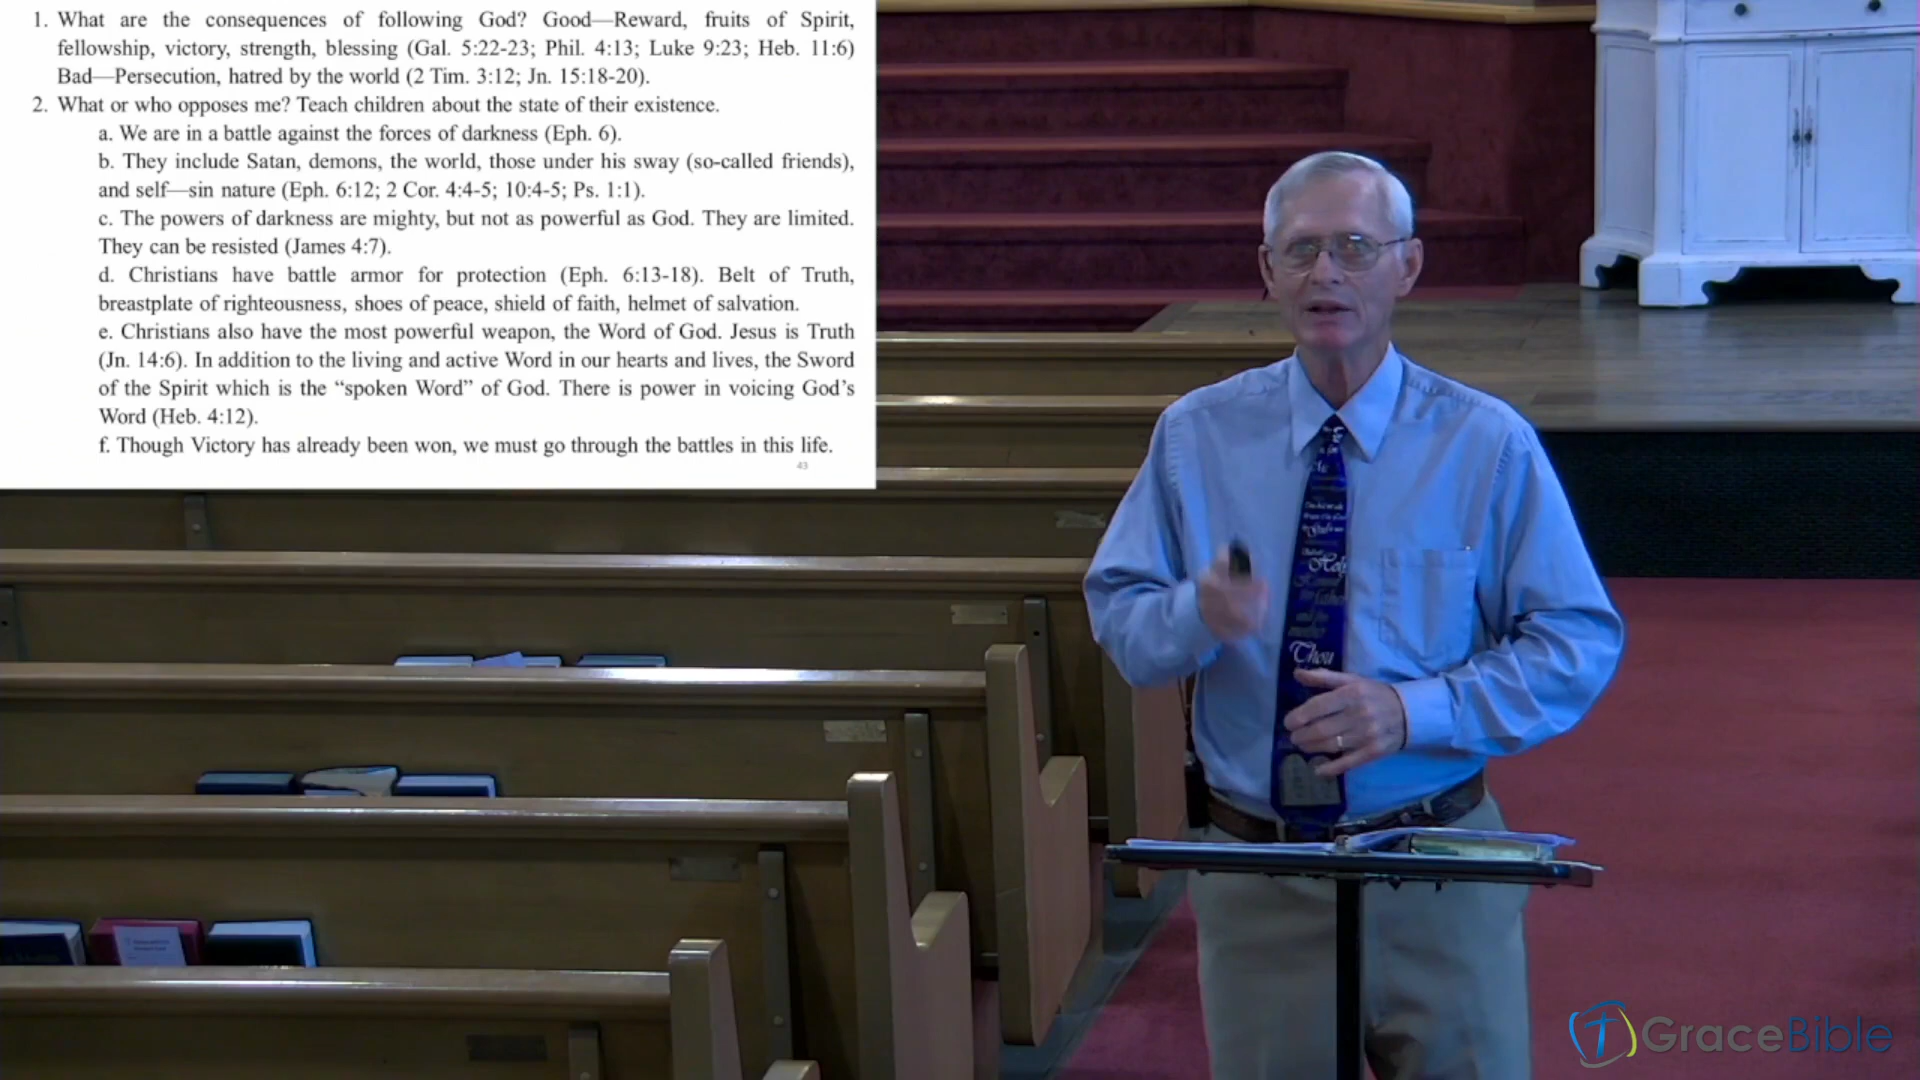 1. What are the consequences of following God? Good—Reward, fruits of Spirit,
fellowship, victory, strength, blessing (Gal. 5:22-23; Phil. 4:13; Luke 9:23; Heb. 11:6)
Bad—Persecution, hatred by the world (2 Tim. 3:12; Jn. 15:18-20).
2. What or who opposes me? Teach children about the state of their existence.
a. We are in a battle against the forces of darkness (Eph. 6).
b. They include Satan, demons, the world, those under his sway (so-called friends),
and self—sin nature (Eph. 6:12; 2 Cor. 4:4-5; 10:4-5; Ps. 1:1).
c. The powers of darkness are mighty, but not as powerful as God. They are limited.
They can be resisted (James 4:7).
d. Christians have battle armor for protection (Eph. 6:13-18). Belt of Truth,
breastplate of righteousness, shoes of peace, shield of faith, helmet of salvation.
e. Christians also have the most powerful weapon, the Word of God. Jesus is Truth
(Jn. 14:6). In addition to the living and active Word in our hearts and lives, the Sword
of the Spirit which is the “spoken Word” of God. There is power in voicing God’s
Word (Heb. 4:12).
f. Though Victory has already been won, we must go through the battles in this life.
43
Holy
Thou
GraceBible